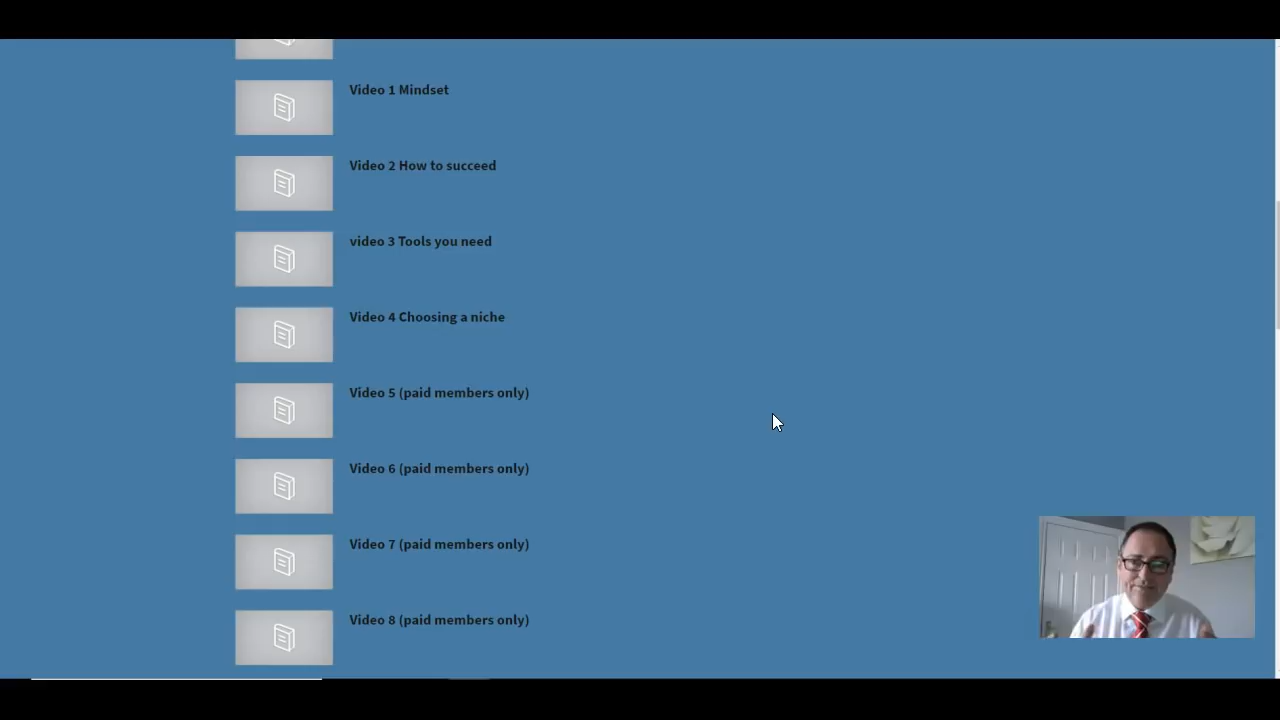 Video 1 Mindset
Video 2 How to succeed
video 3 Tools you need
Video 4 Choosing a niche
Video 5 (paid members only)
Video 6 (paid members only)
Video 7 (paid members only)
Video 8 (paid members only)